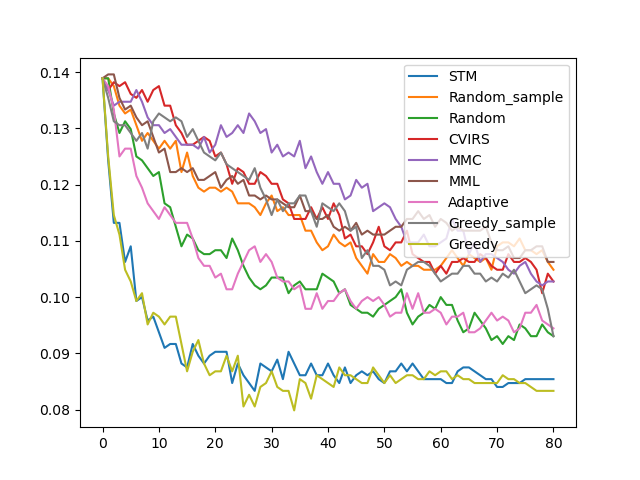 0.14
0.13
0.12
0.11
0.10
0.09
0.08
0 10 20 30 40 50 60 70 80
STM
Random_sample
Random
CVIRS
MMC
MML
Adaptive
Greedy_sample
Greedy